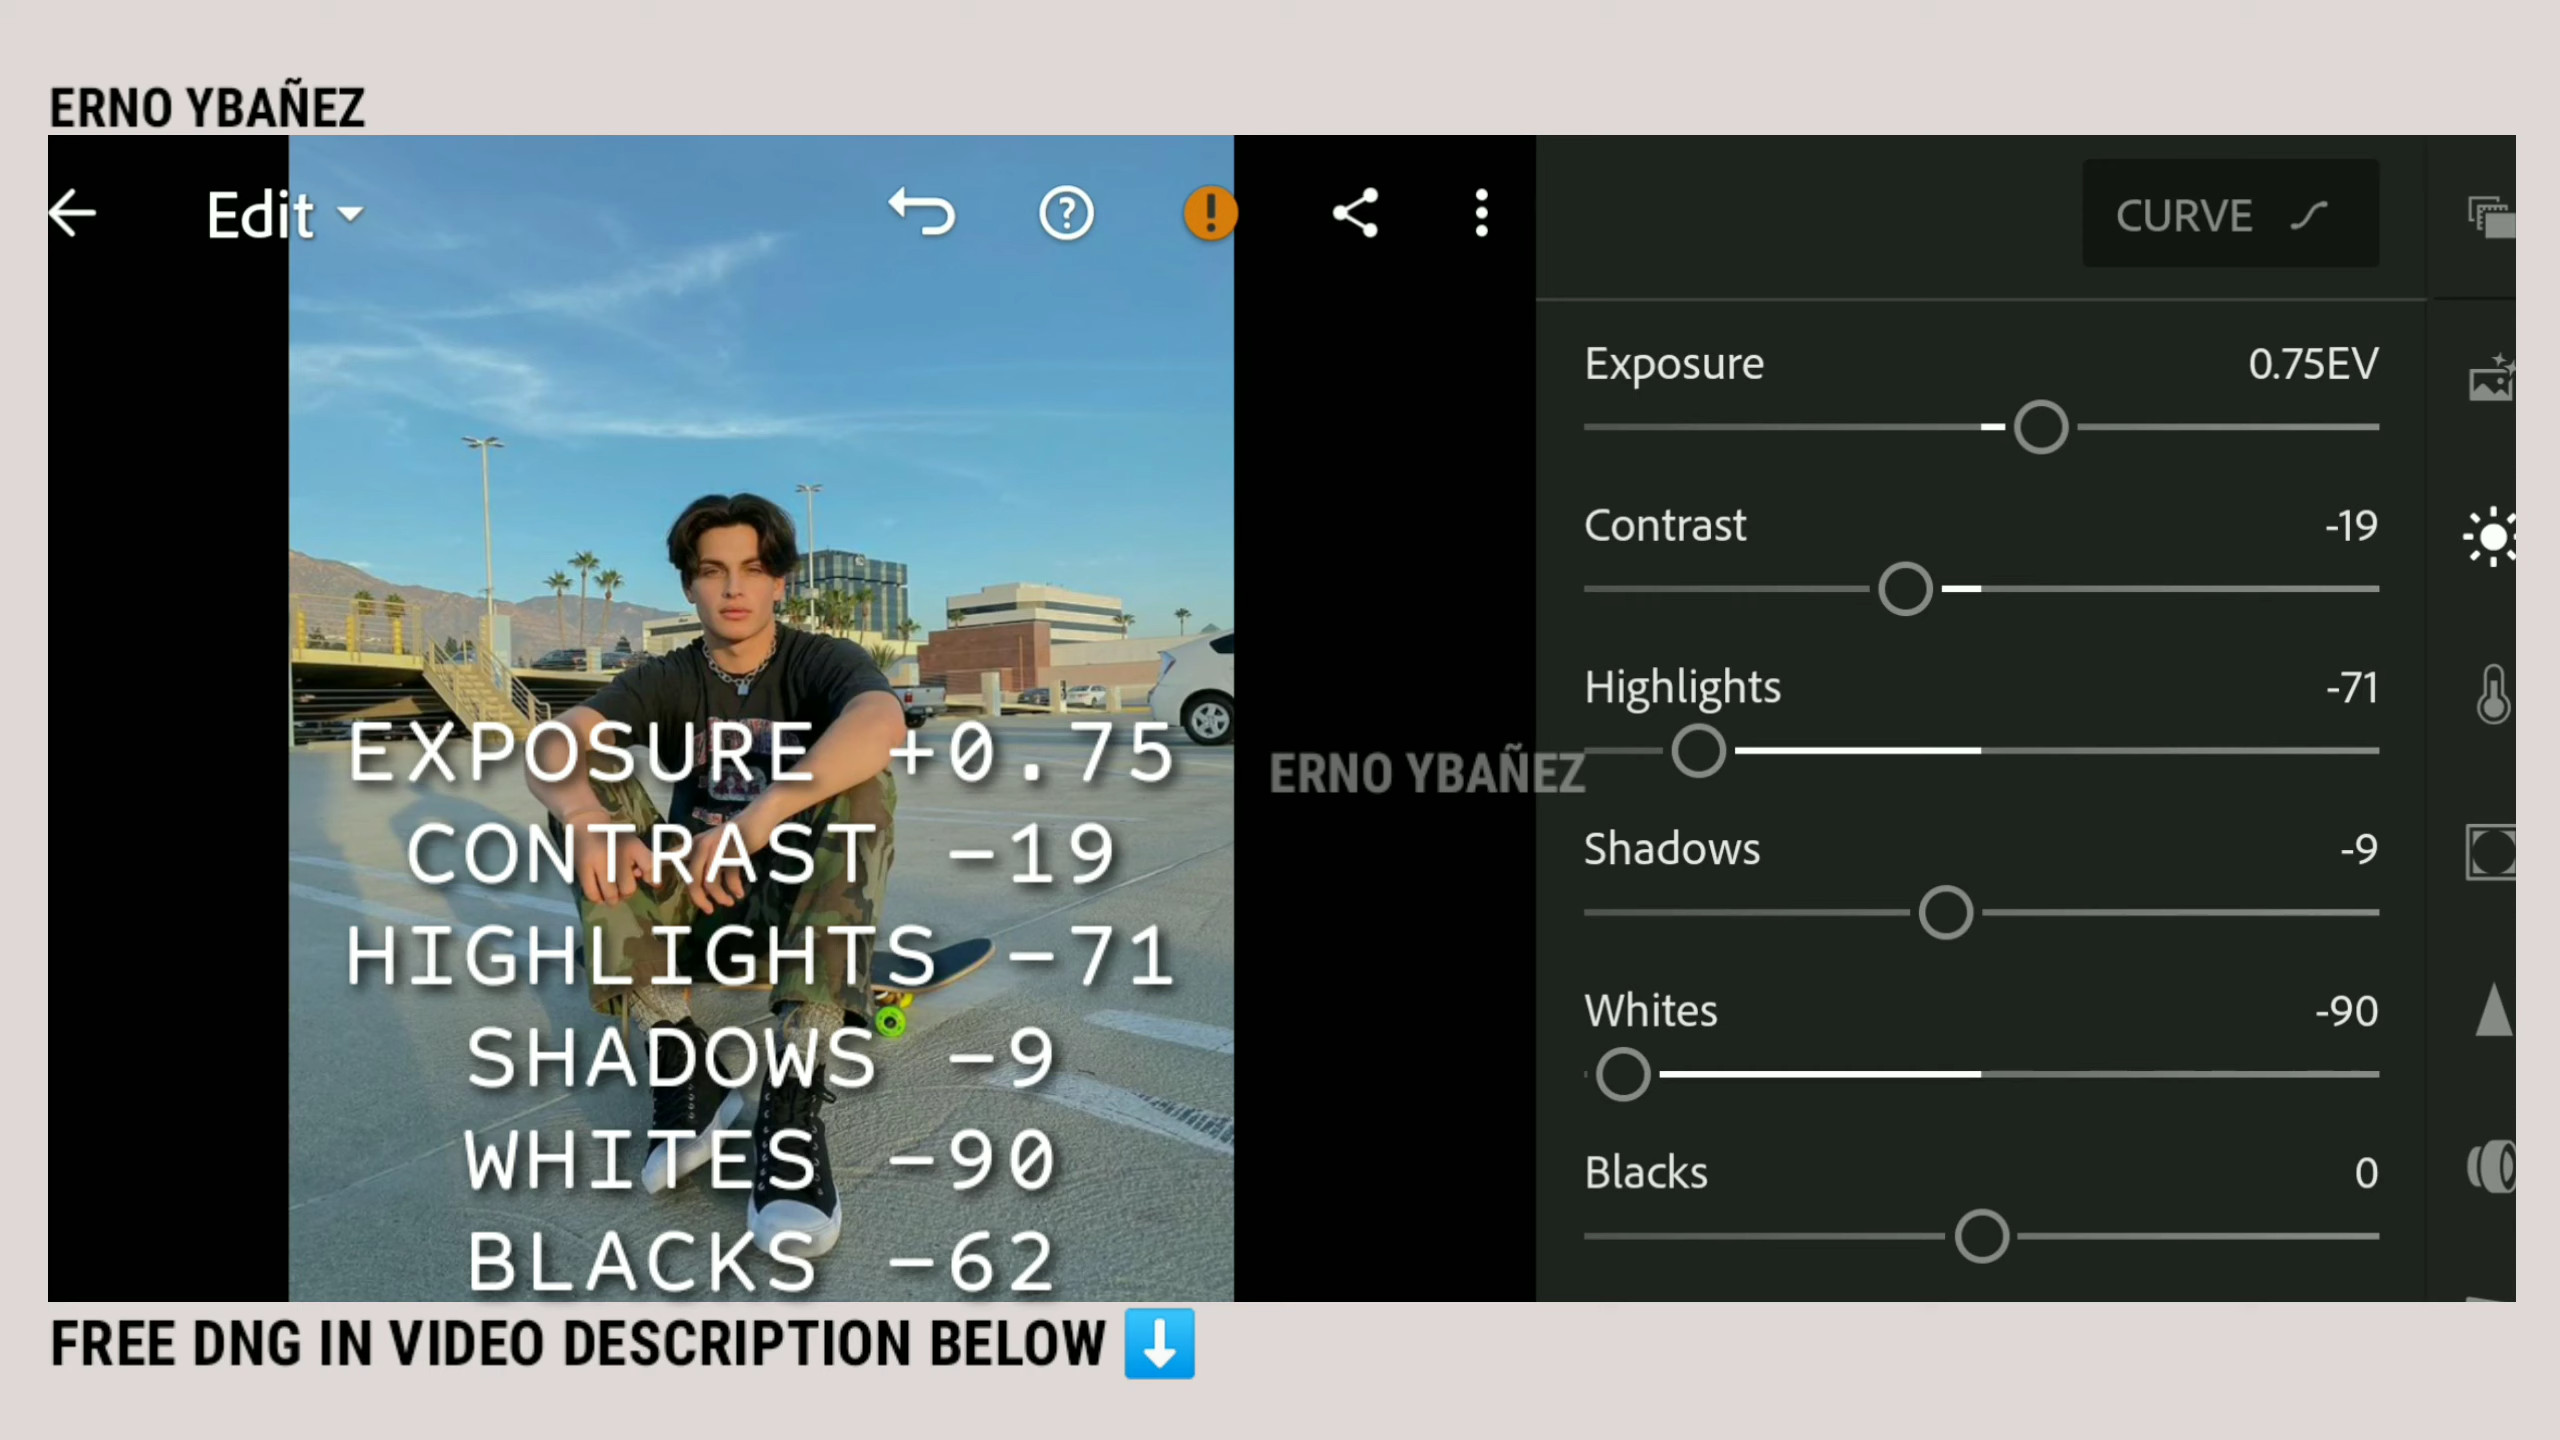 ERNO YBAÑEZ
Edit
CURVE
Exposure 0.75EV
Contrast -19
Highlights -71
Shadows -9
Whites -90
Blacks 0
EXPOSURE +0.75
CONTRAST -19
HIGHLIGHTS -71
SHADOWS -9
WHITES -90
BLACKS -62
ERNO YBAÑEZ
FREE DNG IN VIDEO DESCRIPTION BELOW ⬇️